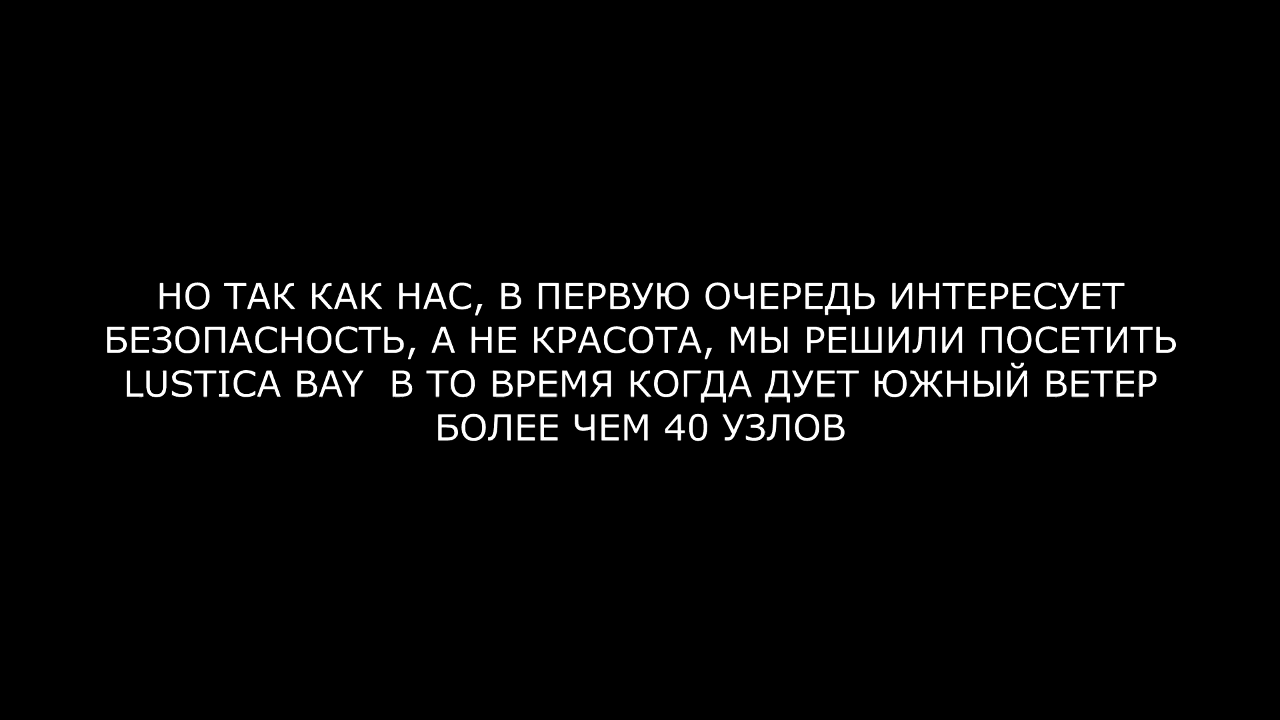 НО ТАК КАК НАС, В ПЕРВУЮ ОЧЕРЕДЬ ИНТЕРЕСУЕТ
БЕЗОПАСНОСТЬ, А НЕ КРАСОТА, МЫ РЕШИЛИ ПОСЕТИТЬ
LUSTICA BAY  В ТО ВРЕМЯ КОГДА ДУЕТ ЮЖНЫЙ ВЕТЕР
БОЛЕЕ ЧЕМ 40 УЗЛОВ